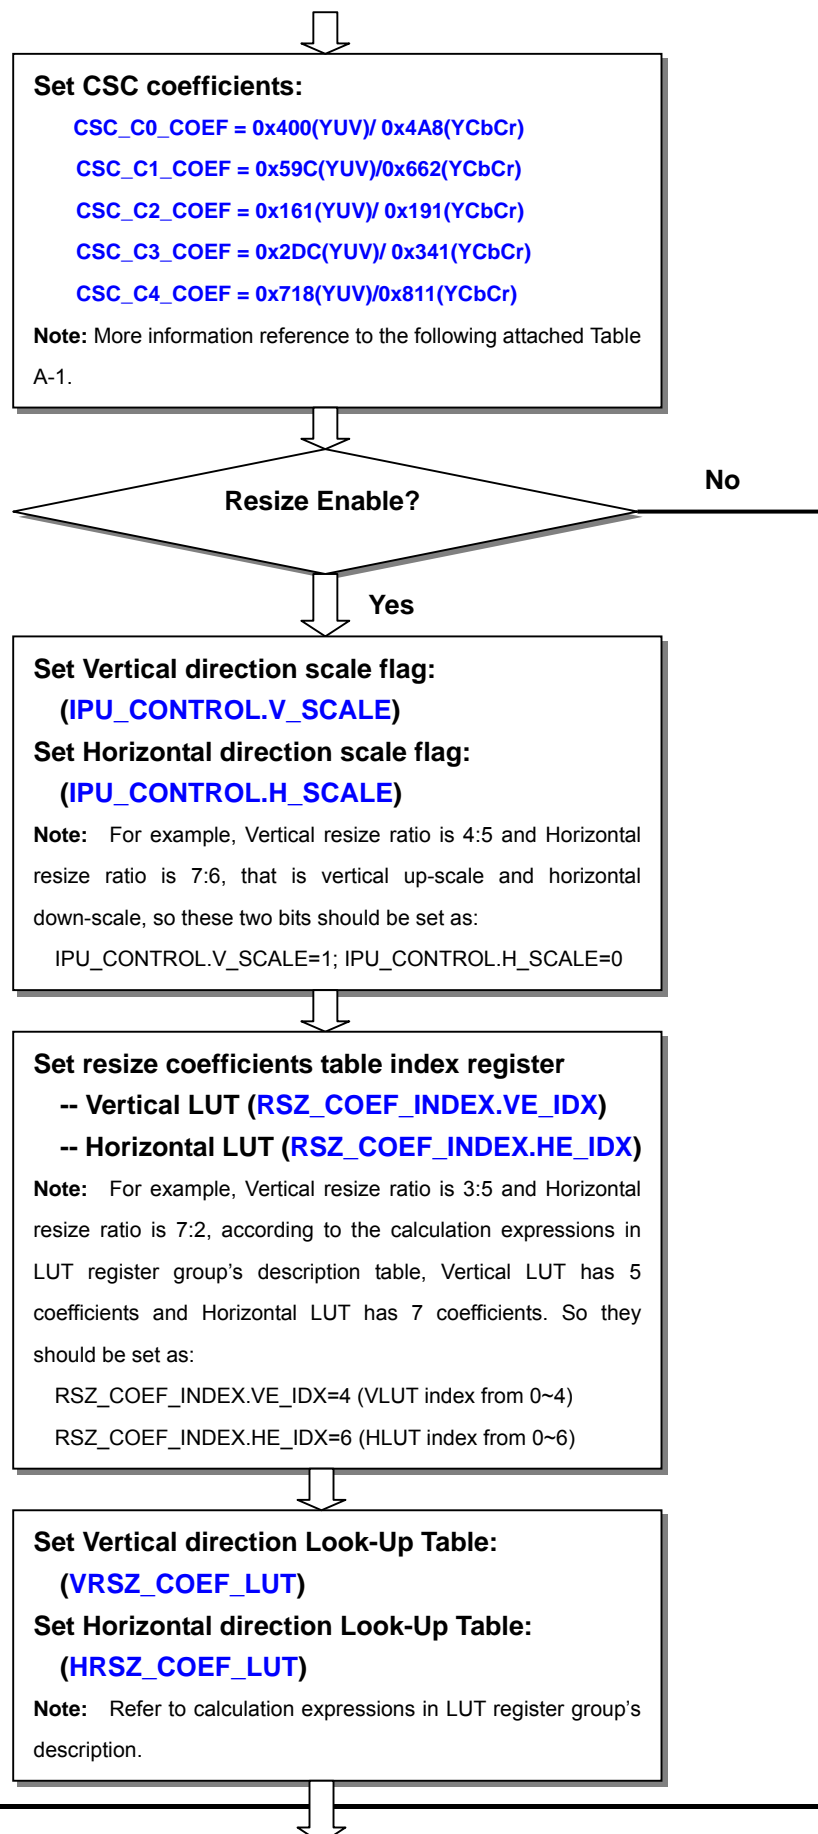 Set CSC coefficients:
CSC_C0_COEF = 0x400(YUV)/ 0x4A8(YCbCr)
CSC_C1_COEF = 0x59C(YUV)/0x662(YCbCr)
CSC_C2_COEF = 0x161(YUV)/ 0x191(YCbCr)
CSC_C3_COEF = 0x2DC(YUV)/ 0x341(YCbCr)
CSC_C4_COEF = 0x718(YUV)/0x811(YCbCr)
Note: More information reference to the following attached Table
A-1.
Resize Enable?
No
Yes
Set Vertical direction scale flag:
(IPU_CONTROL.V_SCALE)
Set Horizontal direction scale flag:
(IPU_CONTROL.H_SCALE)
Note: For example, Vertical resize ratio is 4:5 and Horizontal
resize ratio is 7:6, that is vertical up-scale and horizontal
down-scale, so these two bits should be set as:
IPU_CONTROL.V_SCALE=1; IPU_CONTROL.H_SCALE=0
Set resize coefficients table index register
-- Vertical LUT (RSZ_COEF_INDEX.VE_IDX)
-- Horizontal LUT (RSZ_COEF_INDEX.HE_IDX)
Note: For example, Vertical resize ratio is 3:5 and Horizontal
resize ratio is 7:2, according to the calculation expressions in
LUT register group's description table, Vertical LUT has 5
coefficients and Horizontal LUT has 7 coefficients. So they
should be set as:
RSZ_COEF_INDEX.VE_IDX=4 (VLUT index from 0~4)
RSZ_COEF_INDEX.HE_IDX=6 (HLUT index from 0~6)
Set Vertical direction Look-Up Table:
(VRSZ_COEF_LUT)
Set Horizontal direction Look-Up Table:
(HRSZ_COEF_LUT)
Note: Refer to calculation expressions in LUT register group's
description.